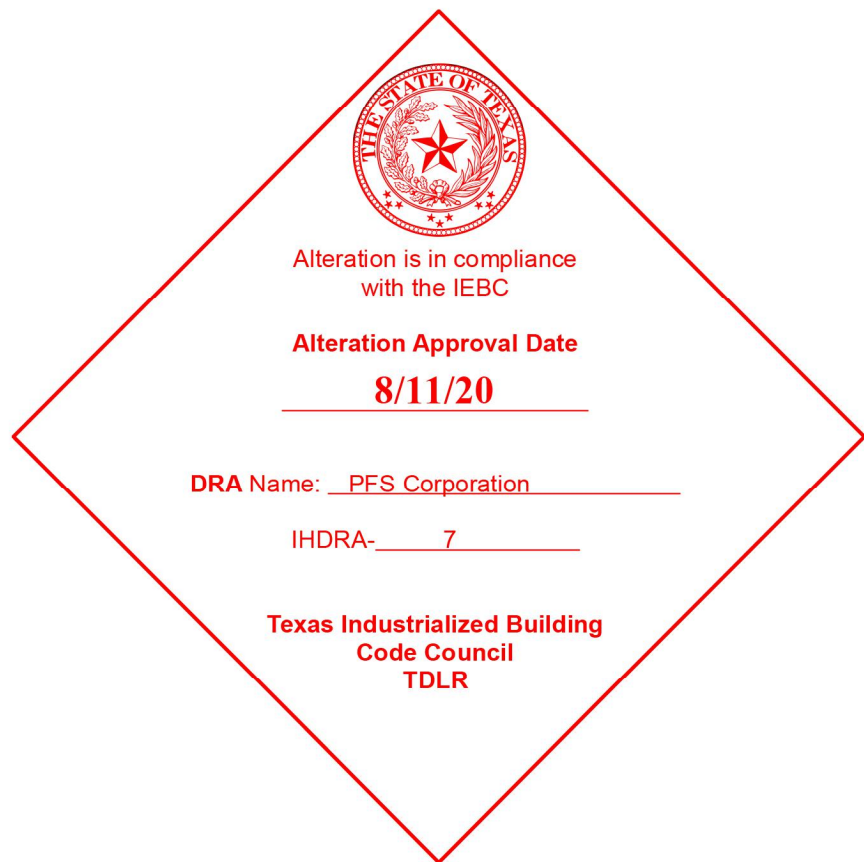 THE STATE OF TEXAS
Alteration is in compliance
with the IEBC
Alteration Approval Date
8/11/20
DRA Name: PFS Corporation
IHDRA- 7
Texas Industrialized Building
Code Council
TDLR